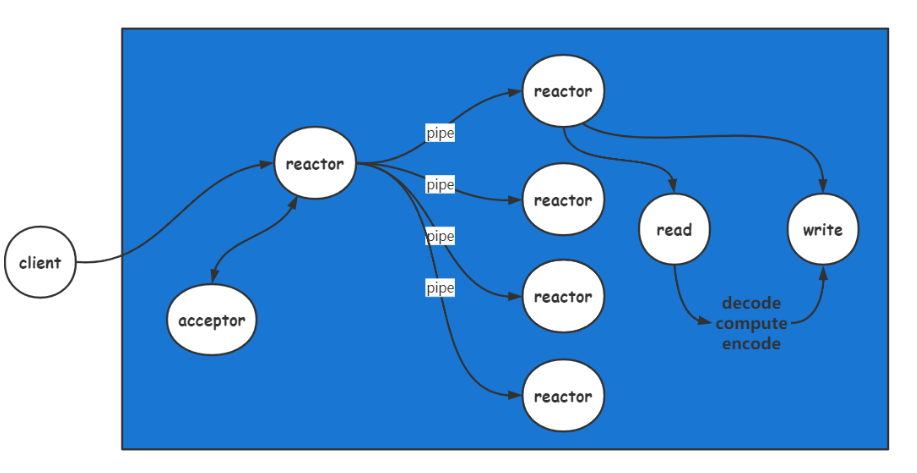 client
reactor
acceptor
pipe
pipe
pipe
pipe
reactor
reactor
reactor
reactor
read
write
decode
compute
encode